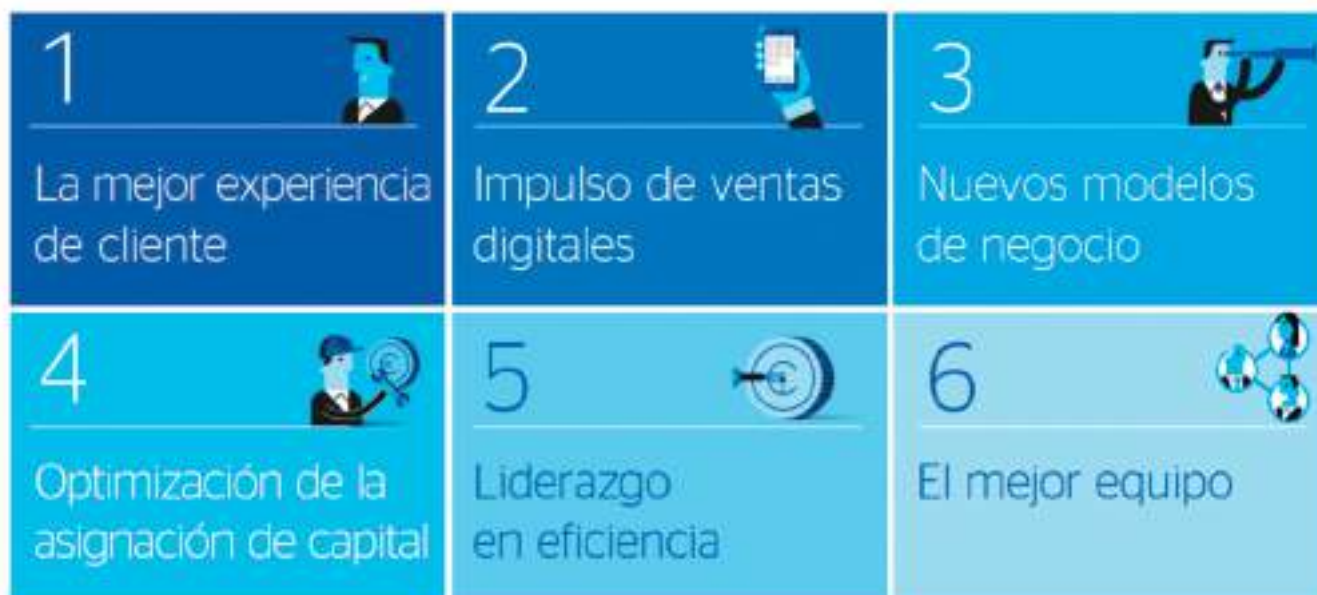 1
La mejor experiencia
de cliente
2
Impulso de ventas
digitales
3
Nuevos modelos
de negocio
4
Optimización de la
asignación de capital
5
Liderazgo
en eficiencia
6
El mejor equipo